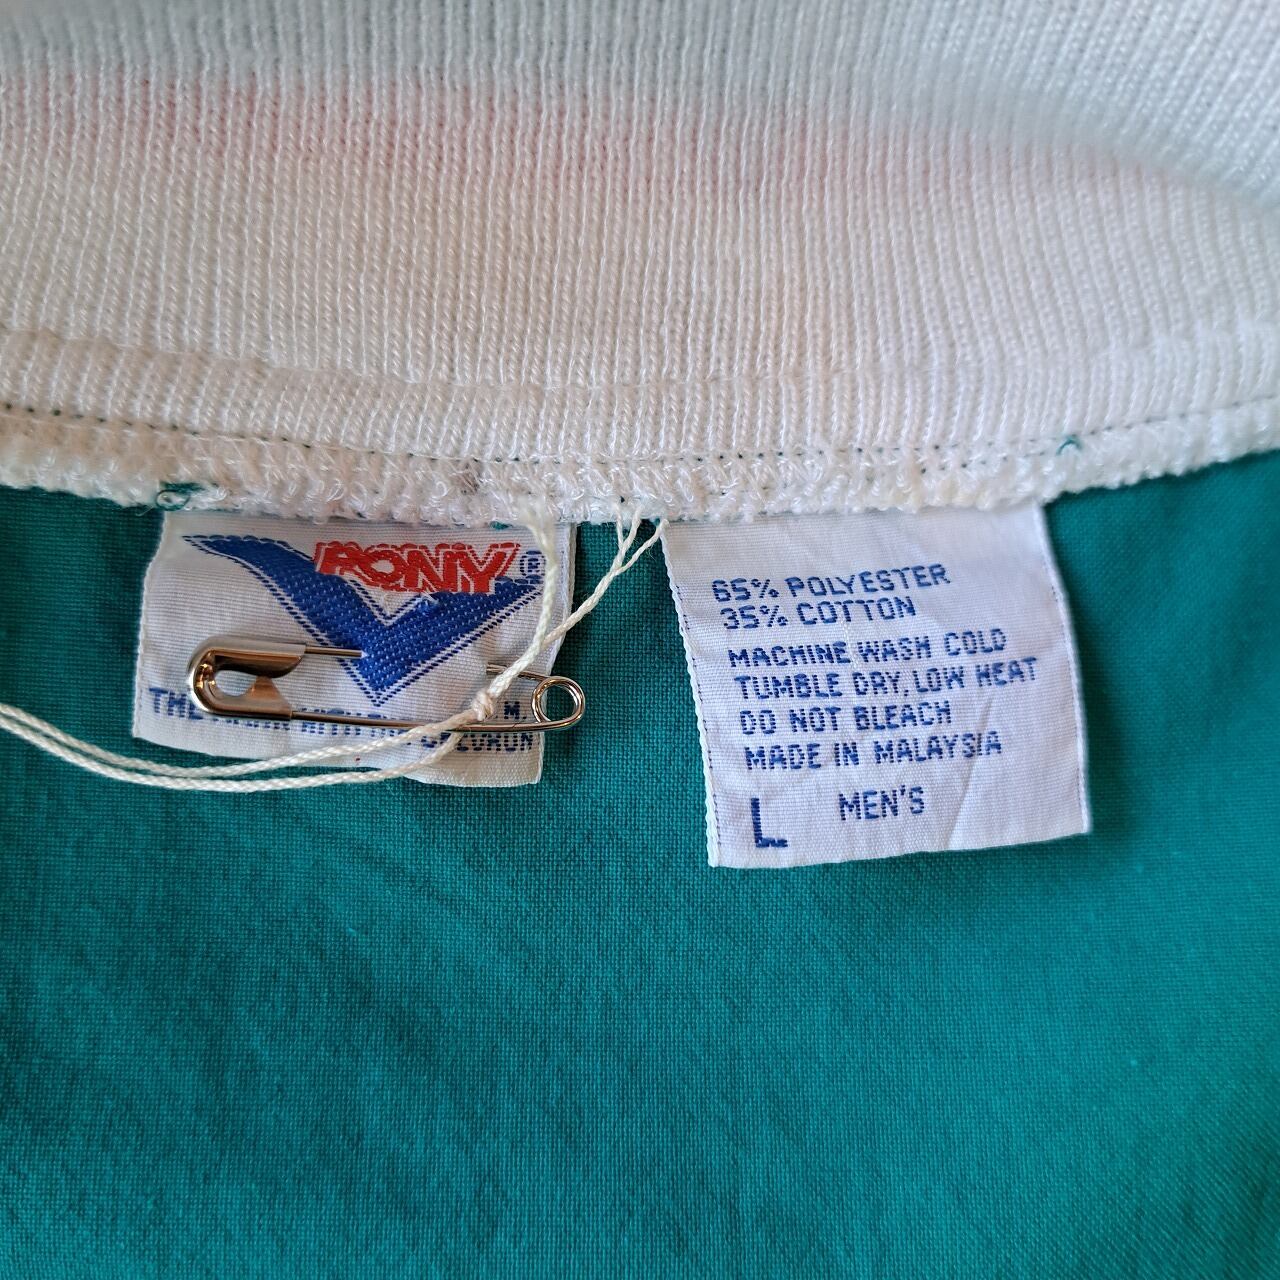 PONY®
THE
65% POLYESTER
35% COTTON
MACHINE WASH COLD
TUMBLE DRY, LOW HEAT
DO NOT BLEACH
MADE IN MALAYSIA
L MEN'S